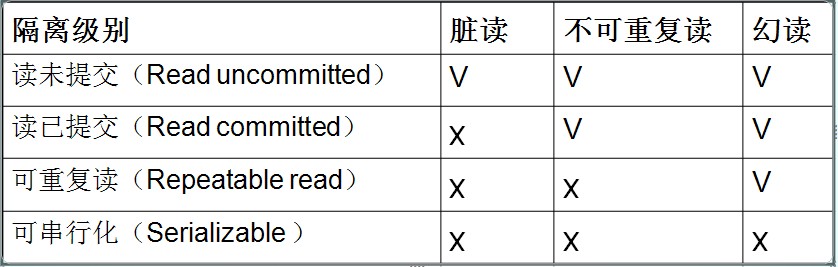 隔离级别 脏读 不可重复读 幻读
读未提交（Read uncommitted） V V V
读已提交（Read committed） X V V
可重复读（Repeatable read） X X V
可串行化（Serializable ） X X X